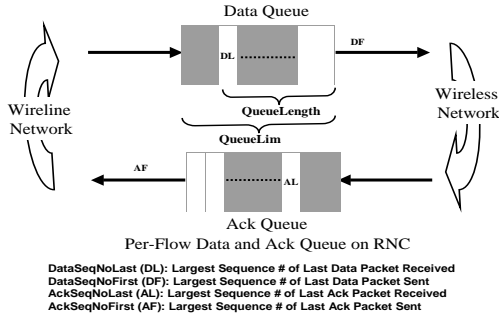 Data Queue
DF
DL
Wireline
Network
Wireless
Network
QueueLength
QueueLim
AF
AL
Ack Queue
Per-Flow Data and Ack Queue on RNC
DataSeqNoLast (DL): Largest Sequence # of Last Data Packet Received
DataSeqNoFirst (DF): Largest Sequence # of Last Data Packet Sent
AckSeqNoLast (AL): Largest Sequence # of Last Ack Packet Received
AckSeqNoFirst (AF): Largest Sequence # of Last Ack Packet Sent